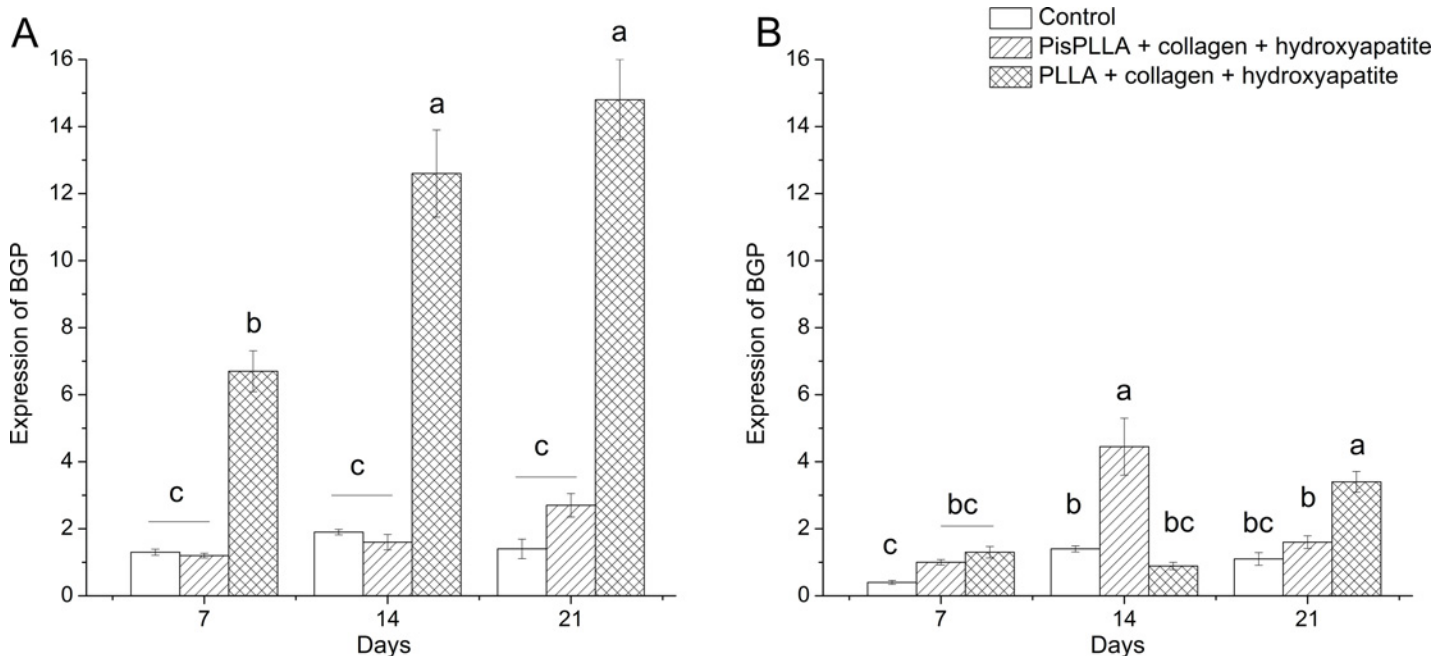 A
Expression of BGP
16
14
12
10
8
6
4
2
0
a
a
b
c
c
c
7
14
21
Days
B
Control
PisPLLA + collagen + hydroxyapatite
PLLA + collagen + hydroxyapatite
Expression of BGP
16
14
12
10
8
6
4
2
0
a
a
c
bc
b
bc
bc
b
7
14
21
Days